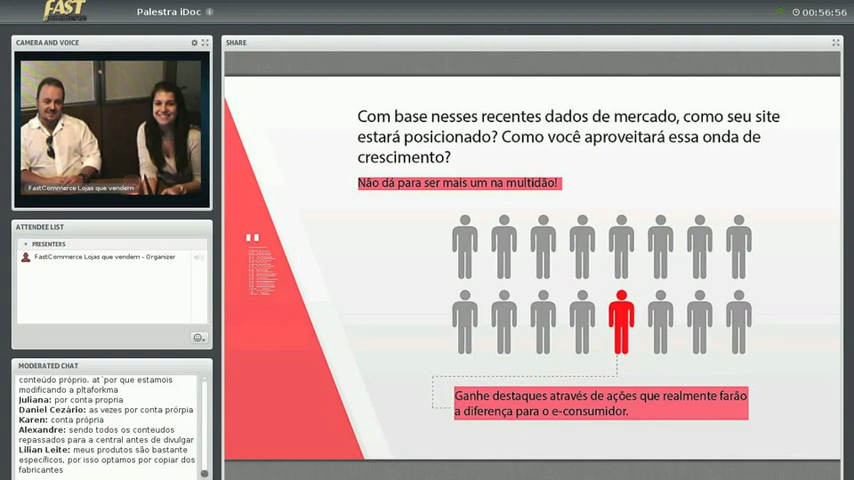 FAST
Palestra iDoc
00:56:56
CAMERA AND VOICE
FastCommerce Lojas que vendem
ATTENDEE LIST
PRESENTERS
FastCommerce Lojas que vendem - Organizer
MODERATED CHAT
conteúdo próprio. at´por que estamois
modificando a pltaforkma
Juliana: por conta propria
Daniel Cezário: as vezes por conta prórpia
Karen: conta própria
Alexandre: sendo todos os conteudos
repassados para a central antes de divulgar
Lilian Leite: meus produtos são bastante
específicos, por isso optamos por copiar dos
fabricantes
SHARE
Com base nesses recentes dados de mercado, como seu site
estará posicionado? Como você aproveitará essa onda de
crescimento?
Não dá para ser mais um na multidão!
Ganhe destaques através de ações que realmente farão
a diferença para o e-consumidor.